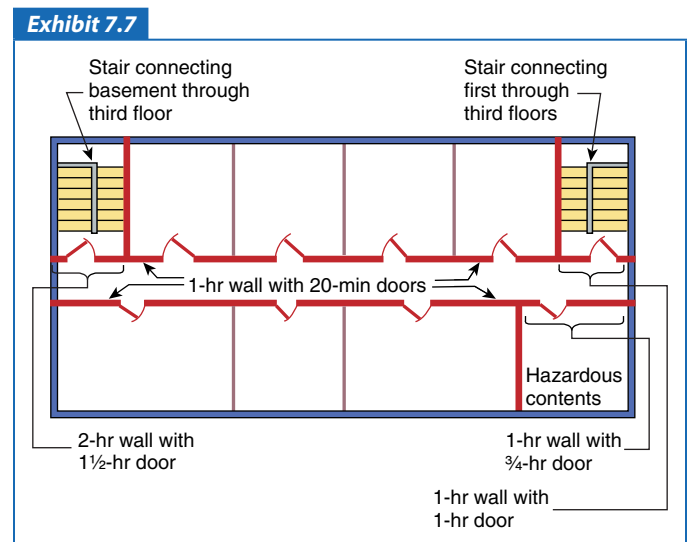 Exhibit 7.7
Stair connecting
basement through
third floor
Stair connecting
first through
third floors
1-hr wall with 20-min doors
Hazardous
contents
2-hr wall with
1½-hr door
1-hr wall with
¾-hr door
1-hr wall with
1-hr door